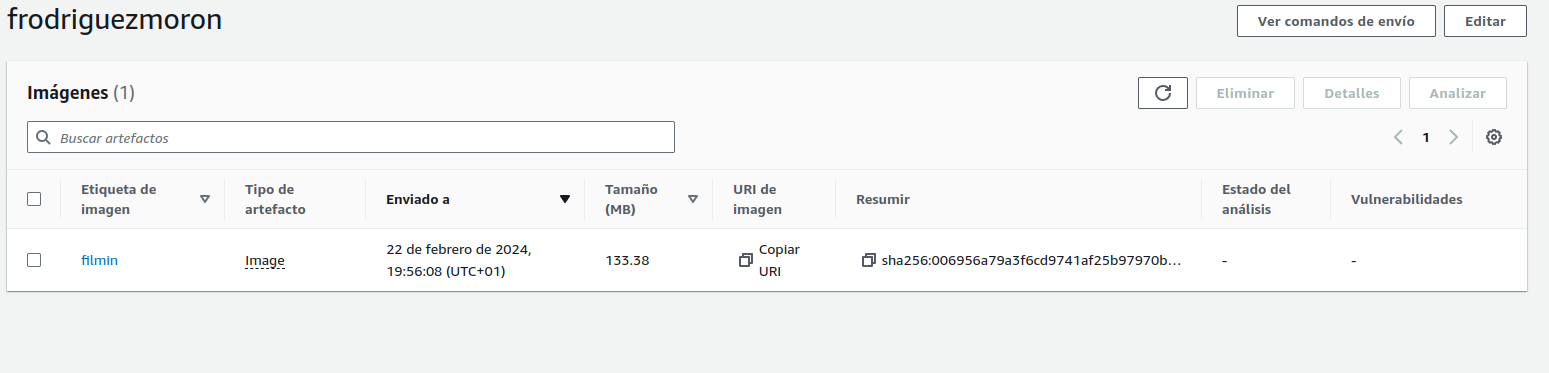 frodriguezmoron
Ver comandos de envío
Editar
Imágenes (1)
Eliminar
Detalles
Analizar
Buscar artefactos
1
Etiqueta de
imagen
Tipo de
artefacto
Enviado a
Tamaño
(MB)
URI de
imagen
Resumir
Estado del
análisis
Vulnerabilidades
filmin
Image
22 de febrero de 2024,
19:56:08 (UTC+01)
133.38
Copiar
URI
sha256:006956a79a3f6cd9741af25b97970b...
-
-